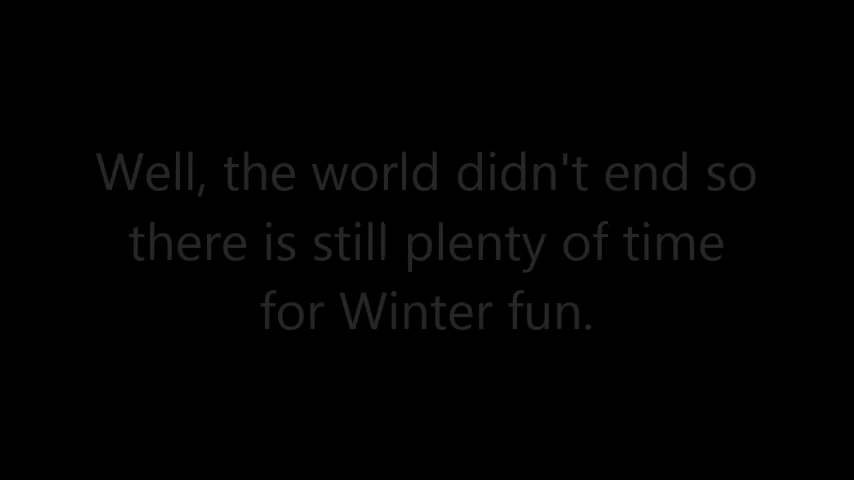 Well, the world didn't end so
there is still plenty of time
for Winter fun.